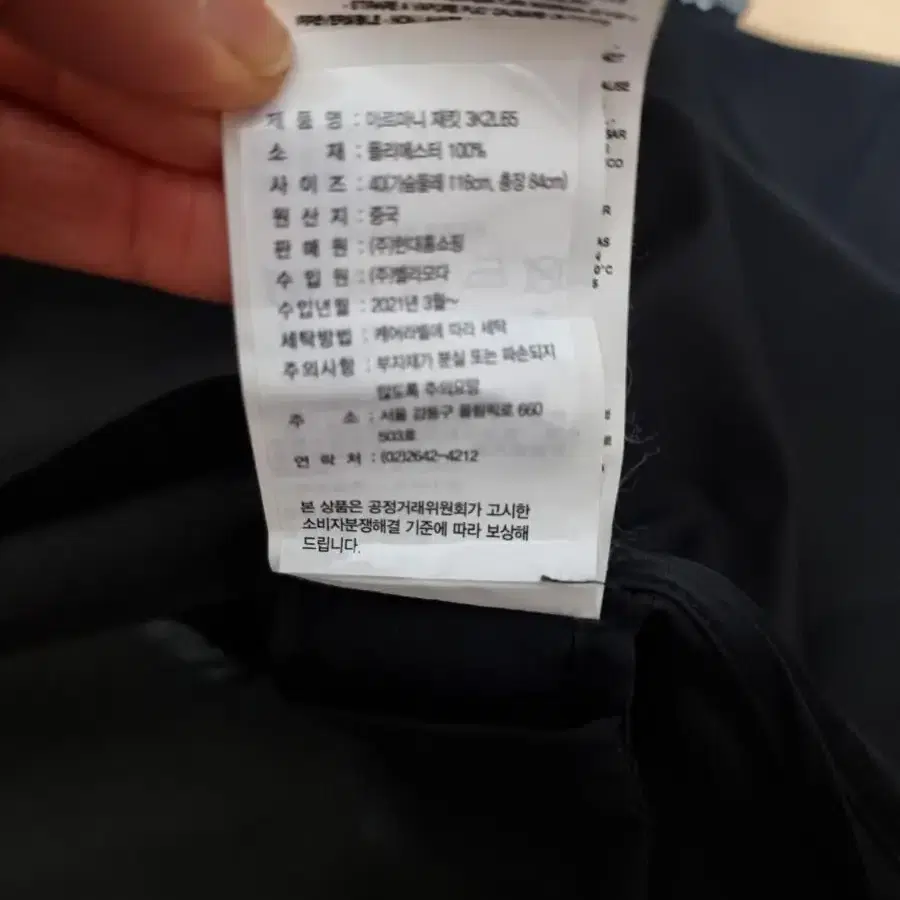 - STIRARE A VAPORE PUO' CAUSARE
- NON
제 품 명 : 아르마니 재킷 3KZLB5
소 재 : 폴리에스터 100%
사 이 즈 : 40(가슴둘레 116cm, 총장 84cm)
원 산 지 : 중국
판 매 원 : (주)현대홈쇼핑
수 입 원 : (주)벨라모다
수입년월 : 2021년 3월~
세탁방법 : 케어라벨에 따라 세탁
주의사항 : 부자재가 분실 또는 파손되지
않도록 주의요망
주 소 : 서울 강동구 올림픽로 660
503호
연 락 처 : (02)2642-4212
본 상품은 공정거래위원회가 고시한
소비자분쟁해결 기준에 따라 보상해
드립니다.